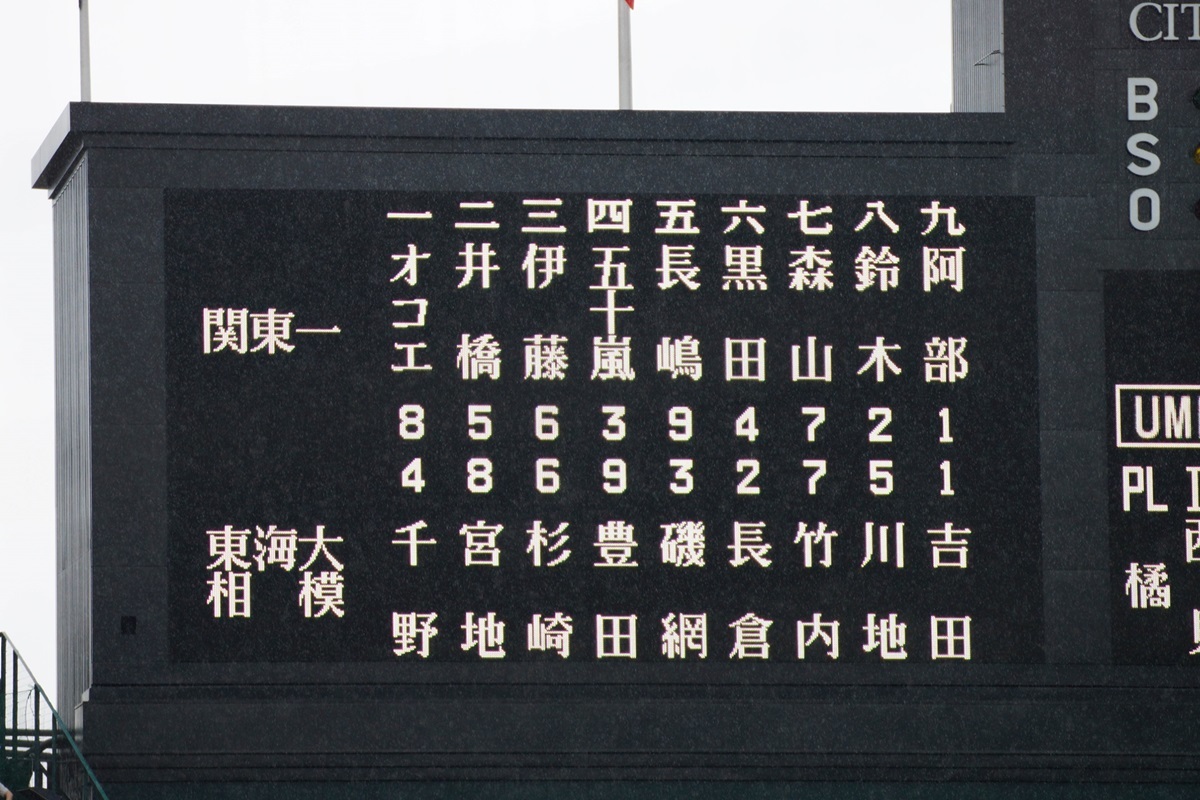 CIT
B
S
O
一 二 三 四 五 六 七 八 九
関東一
オコエ 井橋 伊藤 五十嵐 長嶋 黒田 森山 鈴木 阿部
8 5 6 3 9 4 7 2 1
4 8 6 9 3 2 7 5 1
東海大
相模
千野 宮地 杉崎 豊田 磯網 長倉 竹内 川地 吉田
UM
PL
橘